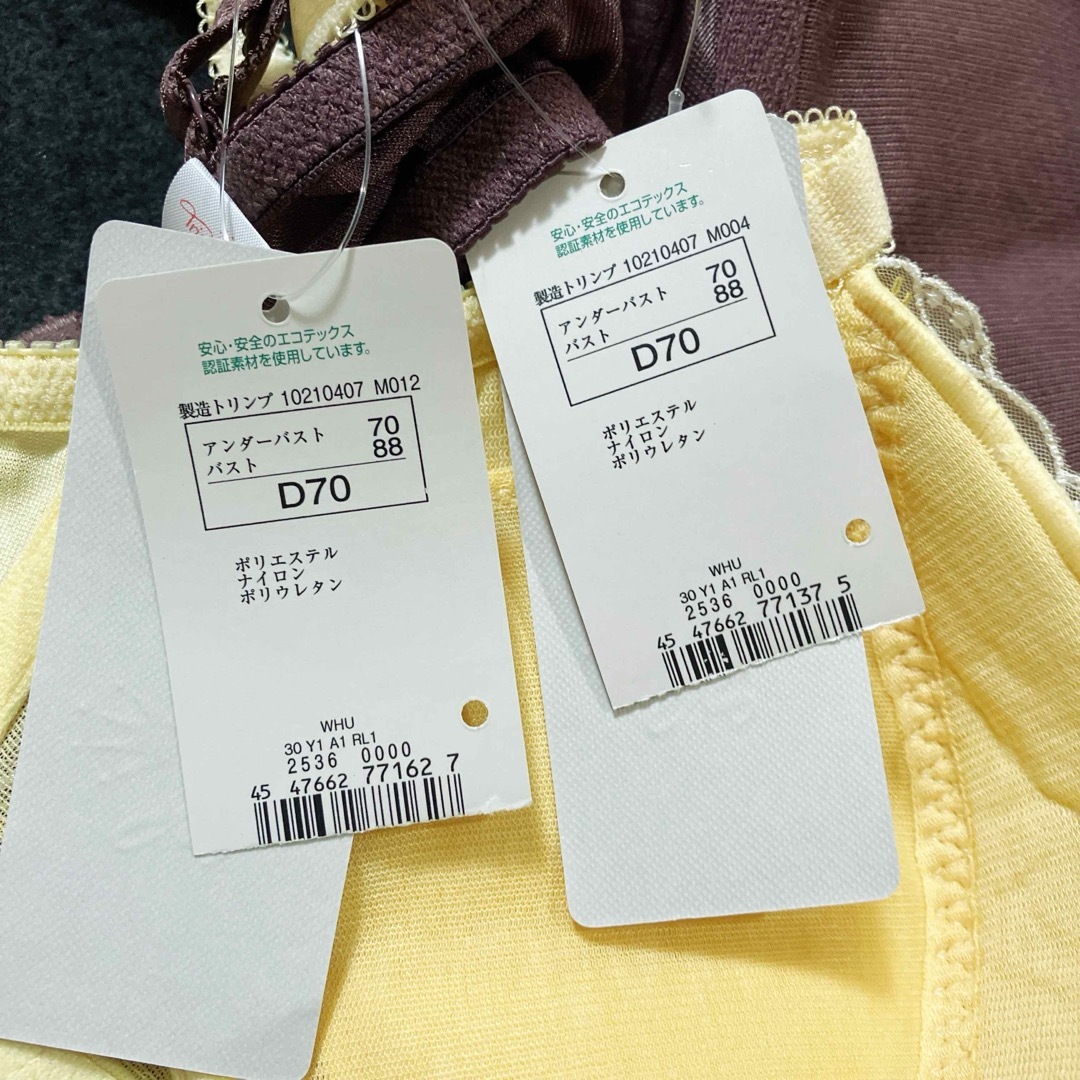 安心・安全のエコテックス
認証素材を使用しています。
製造トリンプ 10210407 M012
アンダーバスト 70
バスト 88
D70
ポリエステル
ナイロン
ポリウレタン
WHU
30 Y1 A1 RL1
2536 0000
45 47662 77162 7
安心・安全のエコテックス
認証素材を使用しています。
製造トリンプ 10210407 M004
アンダーバスト 70
バスト 88
D70
ポリエステル
ナイロン
ポリウレタン
WHU
30 Y1 A1 RL1
2536 0000
45 47662 77137 5